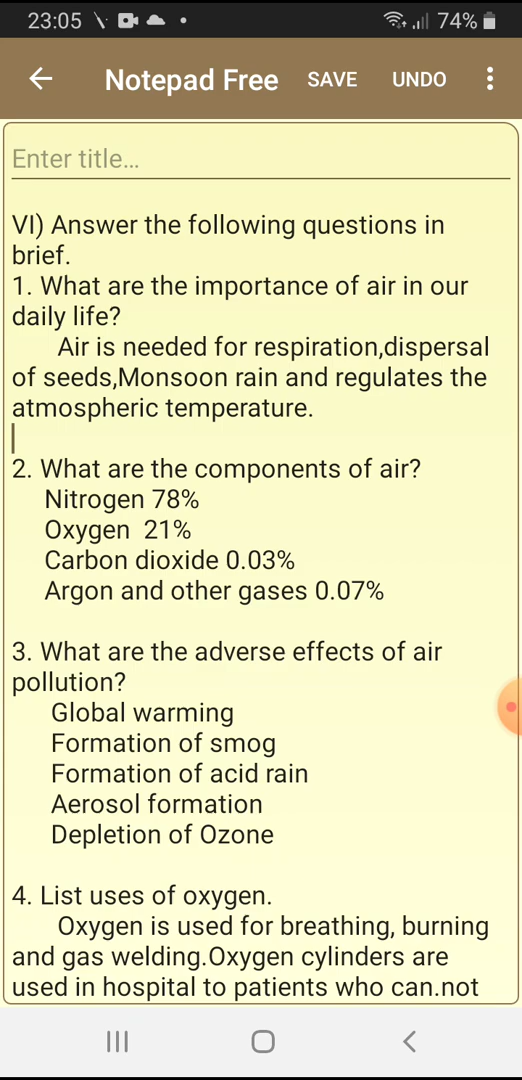 23:05
74%
Notepad Free
SAVE
UNDO
Enter title...
VI) Answer the following questions in
brief.
1. What are the importance of air in our
daily life?
Air is needed for respiration,dispersal
of seeds,Monsoon rain and regulates the
atmospheric temperature.
2. What are the components of air?
Nitrogen 78%
Oxygen  21%
Carbon dioxide 0.03%
Argon and other gases 0.07%
3. What are the adverse effects of air
pollution?
Global warming
Formation of smog
Formation of acid rain
Aerosol formation
Depletion of Ozone
4. List uses of oxygen.
Oxygen is used for breathing, burning
and gas welding.Oxygen cylinders are
used in hospital to patients who can.not